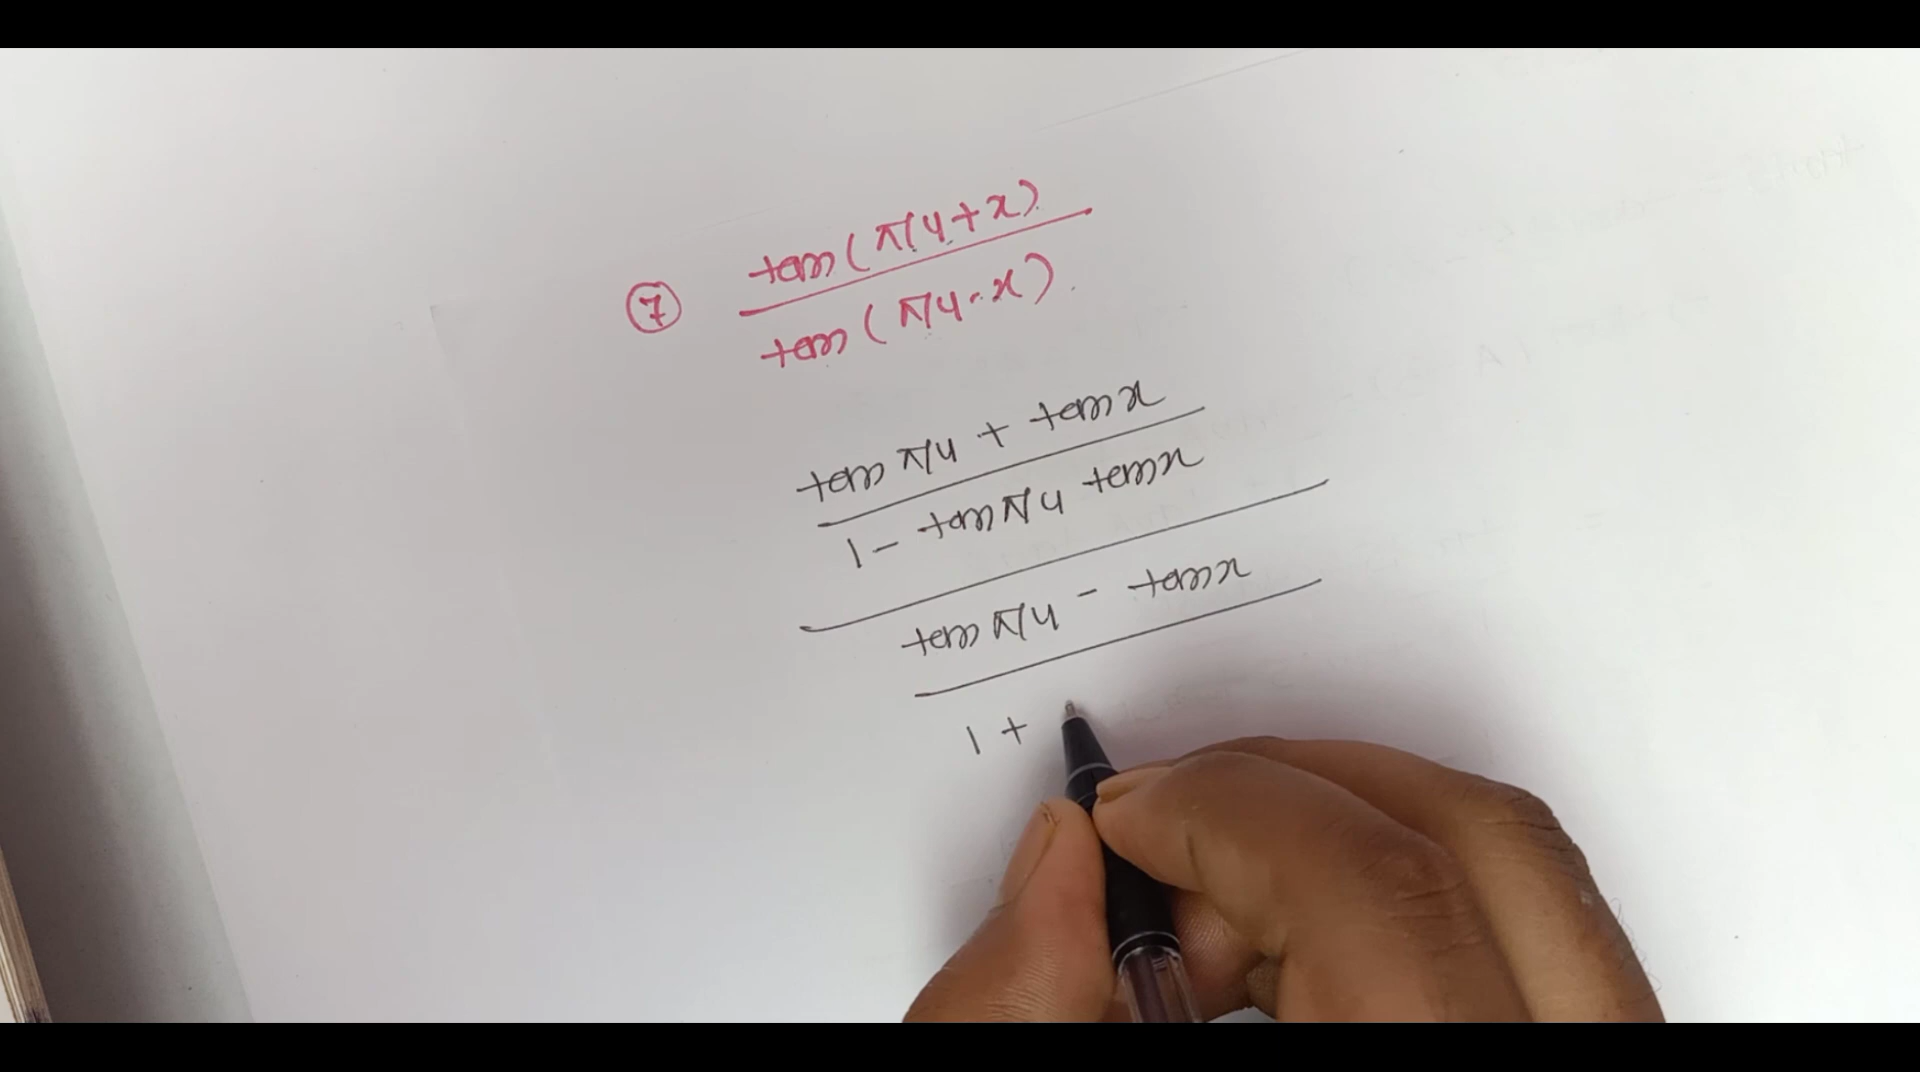 ⑦ tan(π/4+x)
tan(π/4-x)
tan π/4 + tan x
1 - tan π/4 tan x
tan π/4 - tan x
1 +